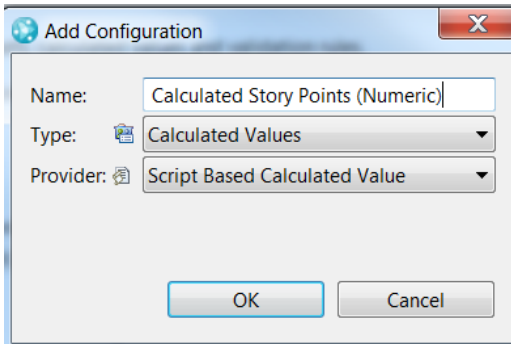 Add Configuration
Name: Calculated Story Points (Numeric)
Type: Calculated Values
Provider: Script Based Calculated Value
OK Cancel